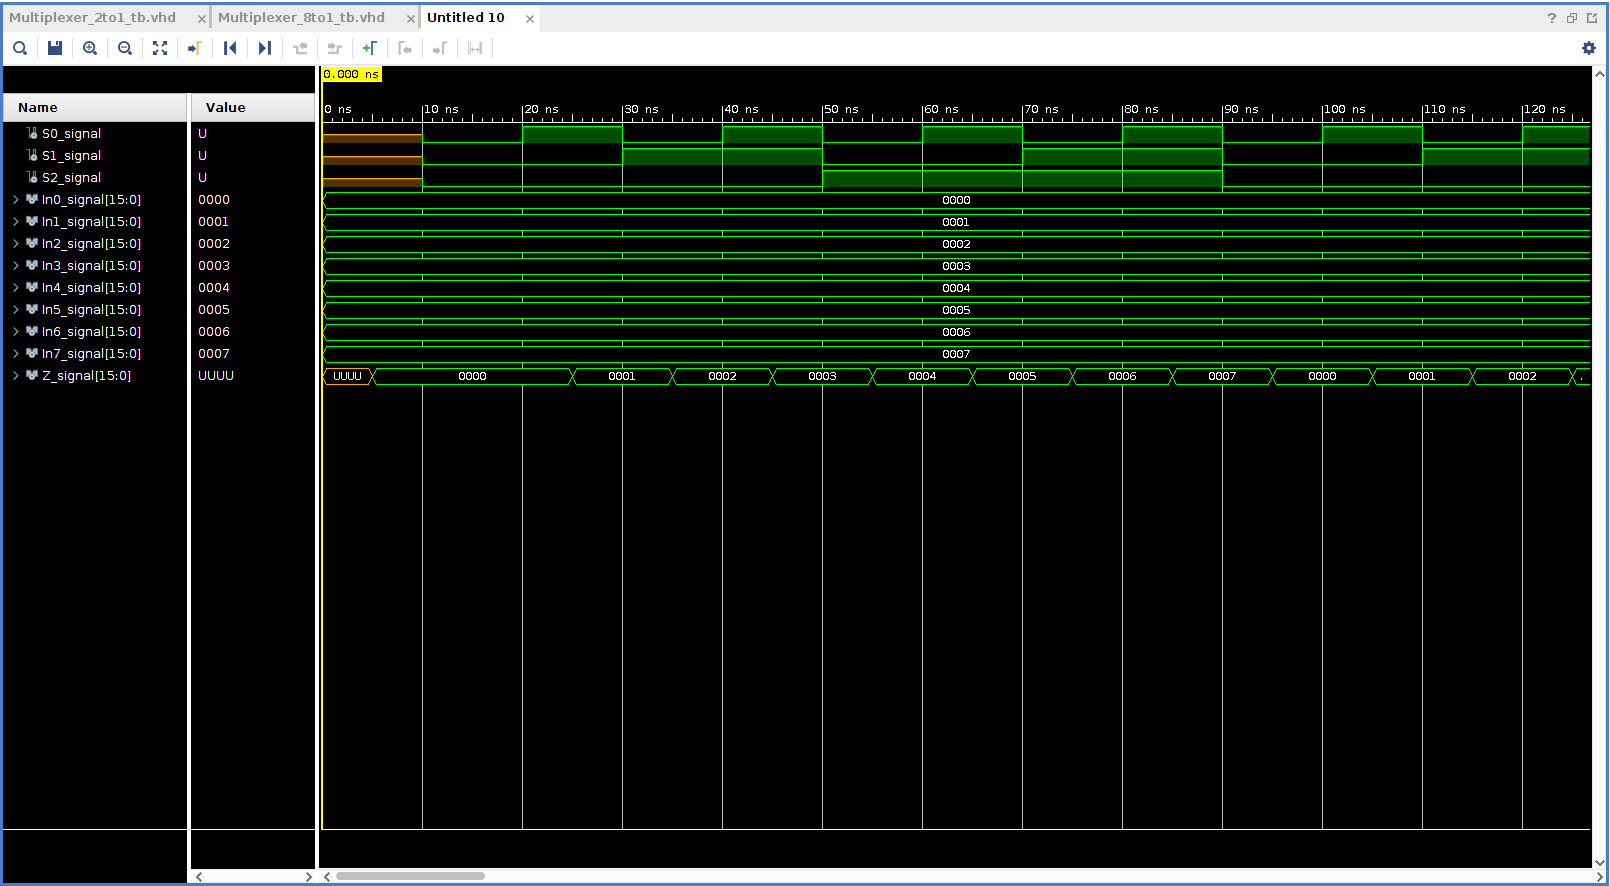 Multiplexer_2to1_tb.vhd × Multiplexer_8to1_tb.vhd × Untitled 10 ×
0.000 ns
Name Value
0 ns 10 ns 20 ns 30 ns 40 ns 50 ns 60 ns 70 ns 80 ns 90 ns 100 ns 110 ns 120 ns
S0_signal U
S1_signal U
S2_signal U
In0_signal[15:0] 0000 0000
In1_signal[15:0] 0001 0001
In2_signal[15:0] 0002 0002
In3_signal[15:0] 0003 0003
In4_signal[15:0] 0004 0004
In5_signal[15:0] 0005 0005
In6_signal[15:0] 0006 0006
In7_signal[15:0] 0007 0007
Z_signal[15:0] UUUU UUUU 0000 0001 0002 0003 0004 0005 0006 0007 0000 0001 0002 .